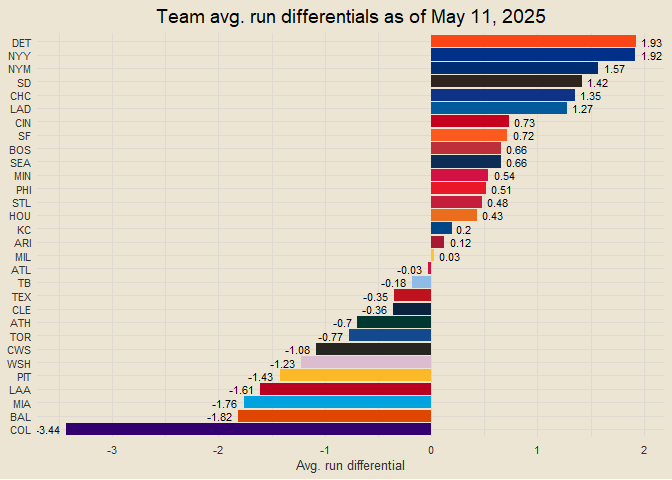 Team avg. run differentials as of May 11, 2025
DET 1.93
NYY 1.92
NYM 1.57
SD 1.42
CHC 1.35
LAD 1.27
CIN 0.73
SF 0.72
BOS 0.66
SEA 0.66
MIN 0.54
PHI 0.51
STL 0.48
HOU 0.43
KC 0.2
ARI 0.12
MIL 0.03
ATL -0.03
TB -0.18
TEX -0.35
CLE -0.36
ATH -0.7
TOR -0.77
CWS -1.08
WSH -1.23
PIT -1.43
LAA -1.61
MIA -1.76
BAL -1.82
COL -3.44
-3 -2 -1 0 1 2
Avg. run differential